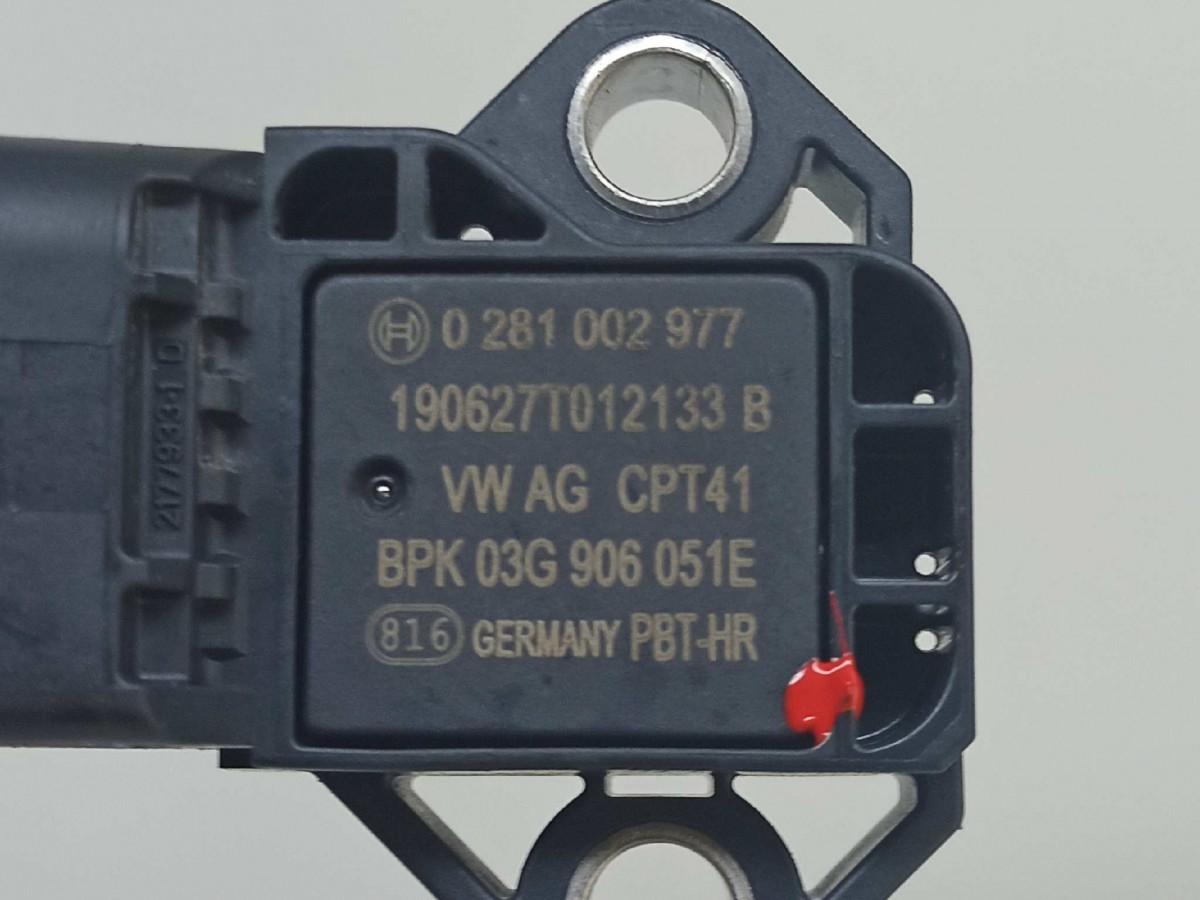 0 281 002 977
190627T012133 B
VW AG CPT41
BPK 03G 906 051E
816 GERMANY PBT-HR
2177933-1 D